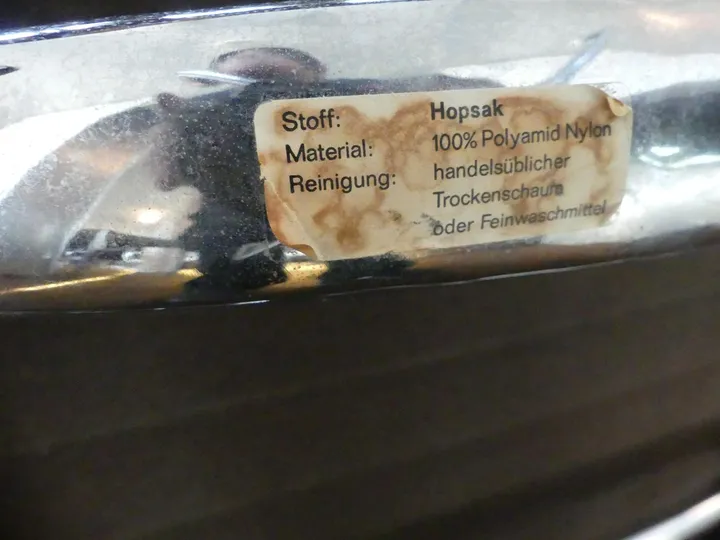 Stoff: Hopsak
Material: 100% Polyamid Nylon
Reinigung: handelsüblicher
Trockenschaum
oder Feinwaschmittel